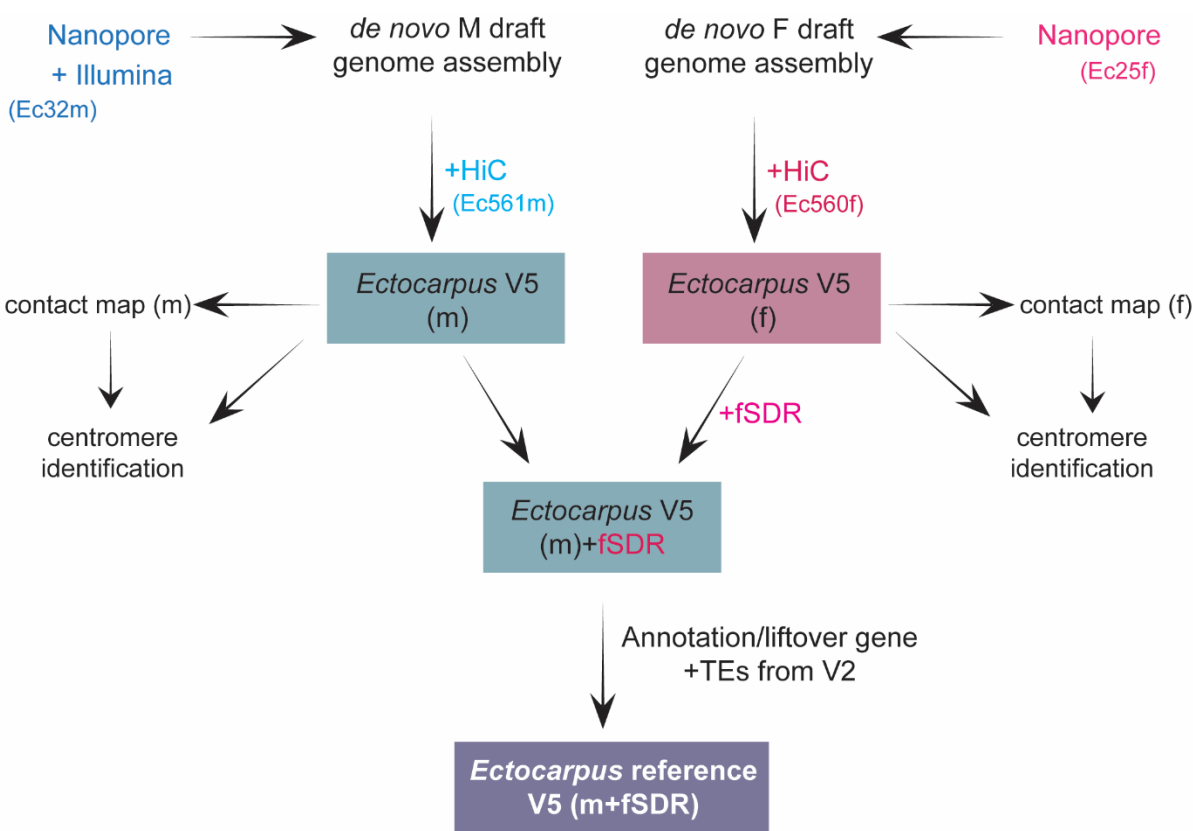 Nanopore
+ Illumina
(Ec32m)
de novo M draft
genome assembly
de novo F draft
genome assembly
Nanopore
(Ec25f)
+HiC
(Ec561m)
+HiC
(Ec560f)
Ectocarpus V5
(m)
Ectocarpus V5
(f)
contact map (m)
contact map (f)
centromere
identification
+fSDR
centromere
identification
Ectocarpus V5
(m)+fSDR
Annotation/liftover gene
+TEs from V2
Ectocarpus reference
V5 (m+fSDR)